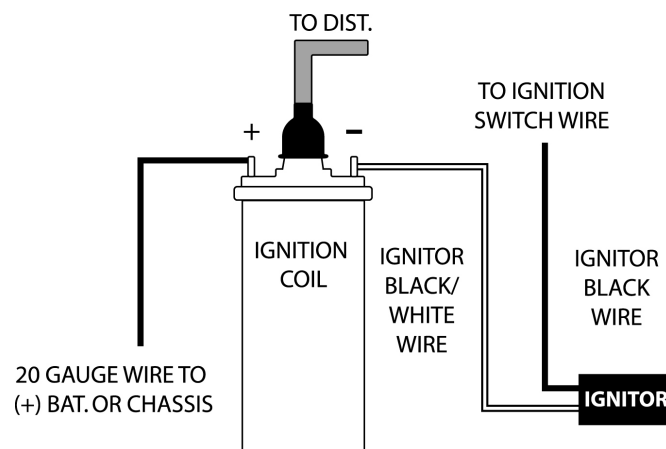 TO DIST.
TO IGNITION
SWITCH WIRE
+
−
IGNITION
COIL
IGNITOR
BLACK/
WHITE
WIRE
IGNITOR
BLACK
WIRE
20 GAUGE WIRE TO
(+) BAT. OR CHASSIS
IGNITOR